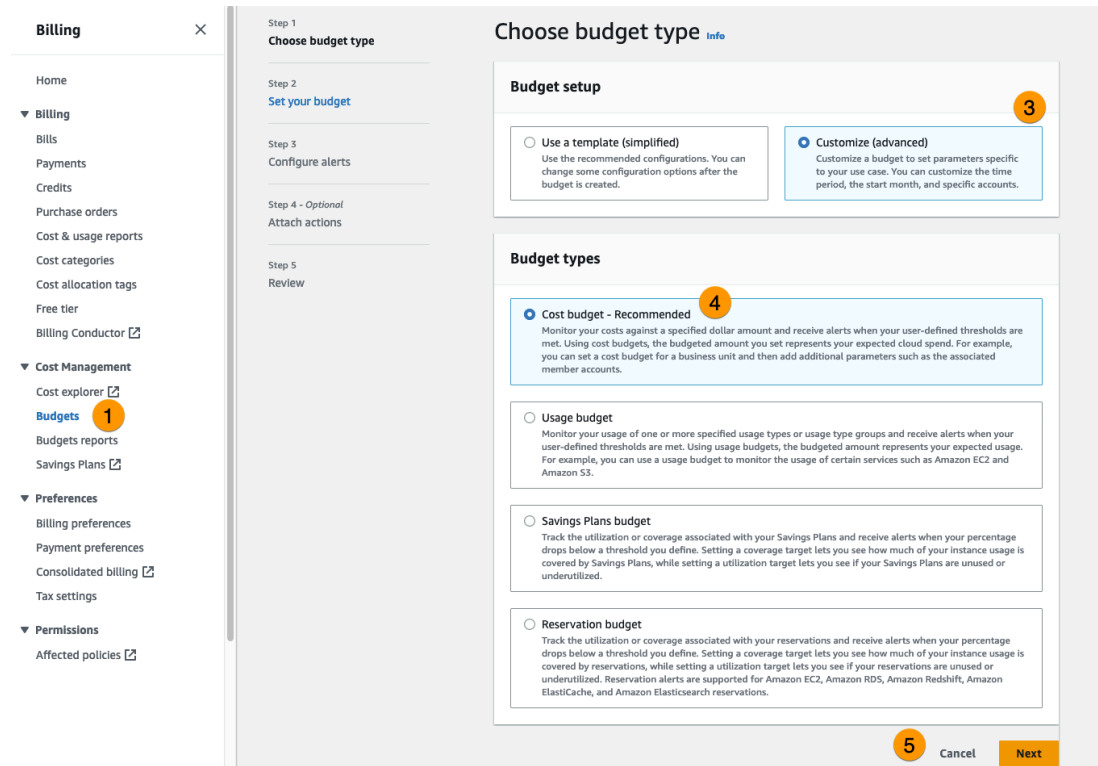 Billing
Home
Billing
Bills
Payments
Credits
Purchase orders
Cost & usage reports
Cost categories
Cost allocation tags
Free tier
Billing Conductor
Cost Management
Cost explorer
Budgets 1
Budgets reports
Savings Plans
Preferences
Billing preferences
Payment preferences
Consolidated billing
Tax settings
Permissions
Affected policies
Step 1
Choose budget type
Step 2
Set your budget
Step 3
Configure alerts
Step 4 - Optional
Attach actions
Step 5
Review
Choose budget type Info
Budget setup
3
Use a template (simplified)
Use the recommended configurations. You can
change some configuration options after the
budget is created.
Customize (advanced)
Customize a budget to set parameters specific
to your use case. You can customize the time
period, the start month, and specific accounts.
Budget types
4
Cost budget - Recommended
Monitor your costs against a specified dollar amount and receive alerts when your user-defined thresholds are
met. Using cost budgets, the budgeted amount you set represents your expected cloud spend. For example,
you can set a cost budget for a business unit and then add additional parameters such as the associated
member accounts.
Usage budget
Monitor your usage of one or more specified usage types or usage type groups and receive alerts when your
user-defined thresholds are met. Using usage budgets, the budgeted amount represents your expected usage.
For example, you can use a usage budget to monitor the usage of certain services such as Amazon EC2 and
Amazon S3.
Savings Plans budget
Track the utilization or coverage associated with your Savings Plans and receive alerts when your percentage
drops below a threshold you define. Setting a coverage target lets you see how much of your instance usage is
covered by Savings Plans, while setting a utilization target lets you see if your Savings Plans are unused or
underutilized.
Reservation budget
Track the utilization or coverage associated with your reservations and receive alerts when your percentage
drops below a threshold you define. Setting a coverage target lets you see how much of your instance usage is
covered by reservations, while setting a utilization target lets you see if your reservations are unused or
underutilized. Reservation alerts are supported for Amazon EC2, Amazon RDS, Amazon Redshift, Amazon
ElastiCache, and Amazon Elasticsearch reservations.
5 Cancel Next